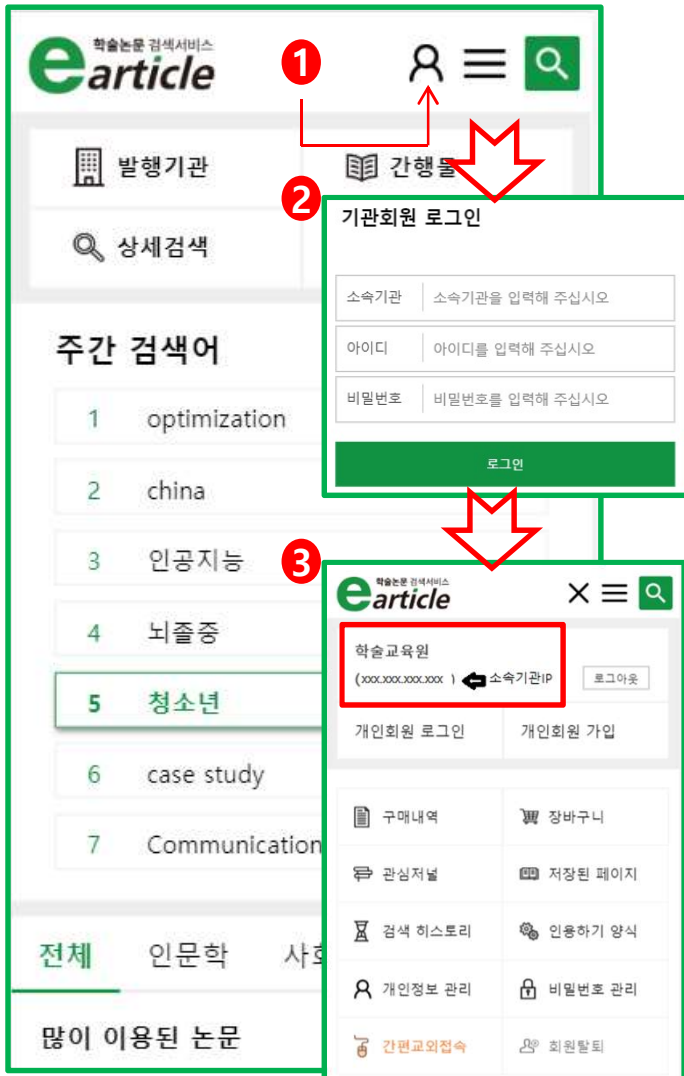 학술논문 검색서비스
earticle
1
발행기관
간행물
상세검색
주간 검색어
1 optimization
2 china
3 인공지능
4 뇌졸중
5 청소년
6 case study
7 Communication
전체 인문학 사회
많이 이용된 논문
2
기관회원 로그인
소속기관 소속기관을 입력해 주십시오
아이디 아이디를 입력해 주십시오
비밀번호 비밀번호를 입력해 주십시오
로그인
3
학술논문 검색서비스
earticle
학술교육원
(xxx.xxx.xxx.xxx ) 소속기관IP 로그아웃
개인회원 로그인 개인회원 가입
구매내역 장바구니
관심저널 저장된 페이지
검색 히스토리 인용하기 양식
개인정보 관리 비밀번호 관리
간편교외접속 회원탈퇴